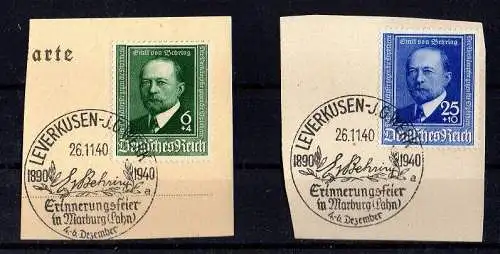 arte
Emil von Behring
6
+4
Deutsches Reich
LEVERKUSEN-J.
26.11.40
1890
1940
E v Behring
a
Erinnerungsfeier
in Marburg (Lahn)
4.-6. Dezember
Emil von Behring
25
+10
Deutsches Reich
LEVERKUSEN-J.
26.11.40
1890
1940
E v Behring
a
Erinnerungsfeier
in Marburg (Lahn)
4.-6. Dezember